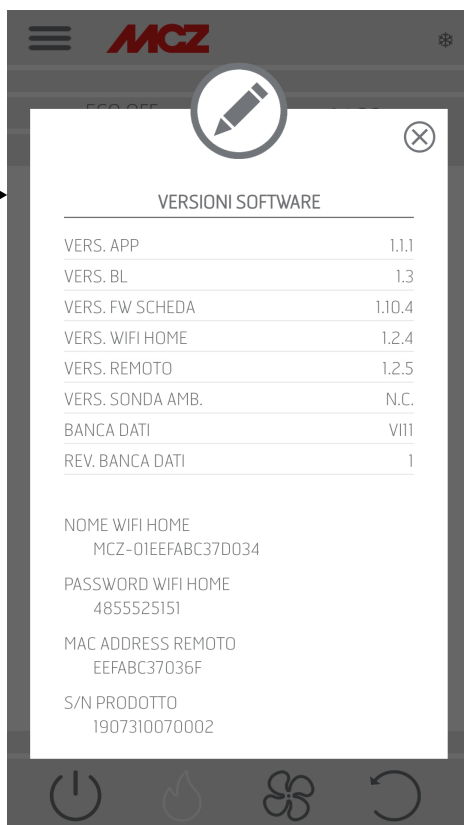 MCZ
VERSIONI SOFTWARE
VERS. APP 1.1.1
VERS. BL 1.3
VERS. FW SCHEDA 1.10.4
VERS. WIFI HOME 1.2.4
VERS. REMOTO 1.2.5
VERS. SONDA AMB. N.C.
BANCA DATI VI11
REV. BANCA DATI 1
NOME WIFI HOME
MCZ-01EEFABC37D034
PASSWORD WIFI HOME
4855525151
MAC ADDRESS REMOTO
EEFABC37036F
S/N PRODOTTO
1907310070002